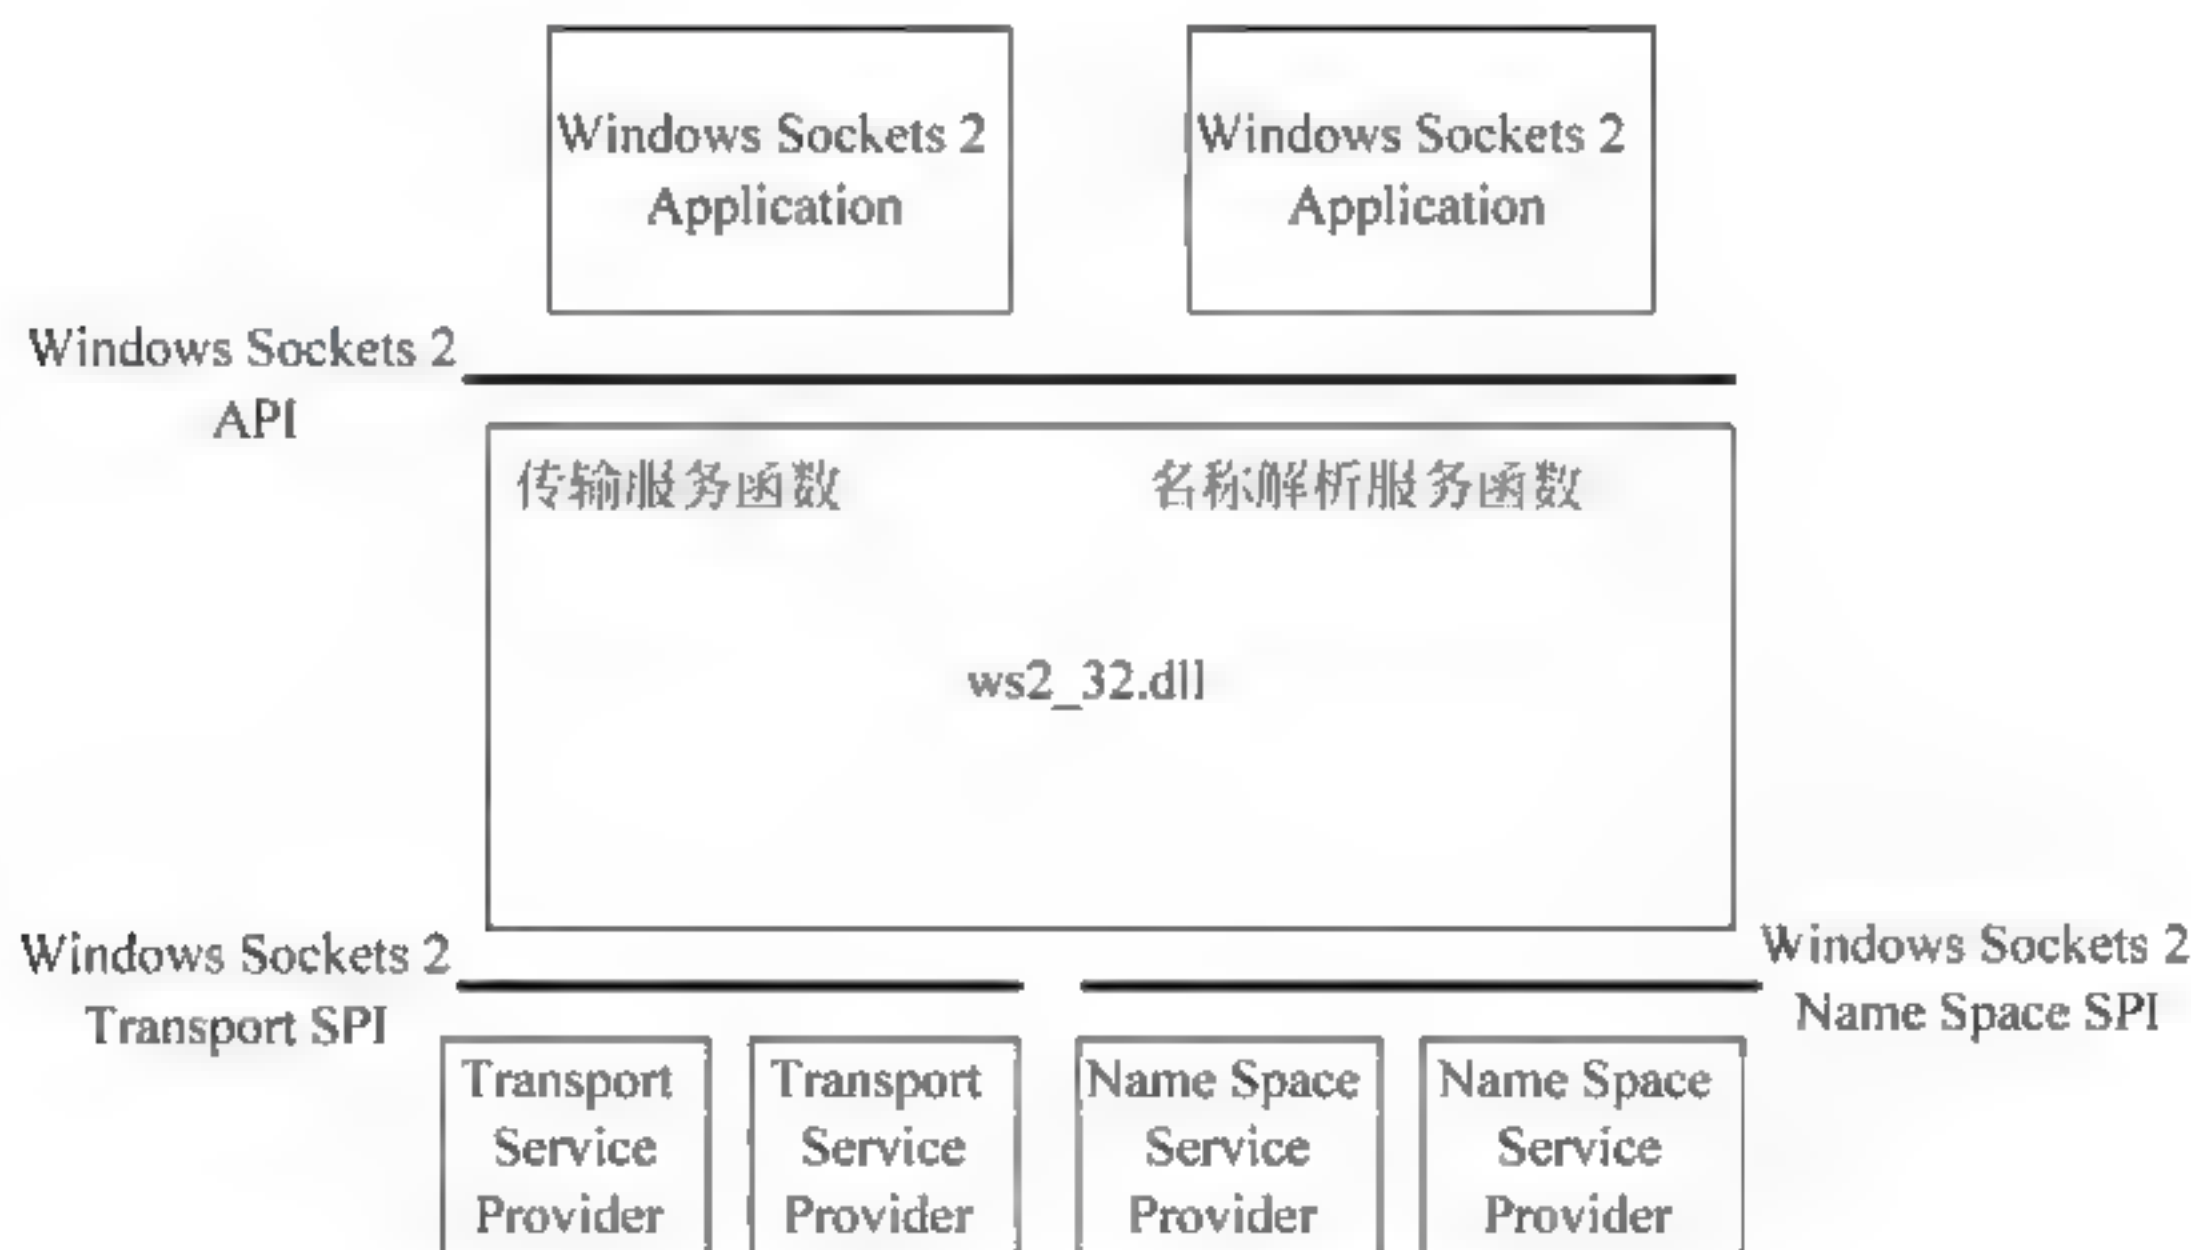 Windows Sockets 2
Application
Windows Sockets 2
Application
Windows Sockets 2
API
传输服务函数
名称解析服务函数
ws2_32.dll
Windows Sockets 2
Transport SPI
Windows Sockets 2
Name Space SPI
Transport
Service
Provider
Transport
Service
Provider
Name Space
Service
Provider
Name Space
Service
Provider